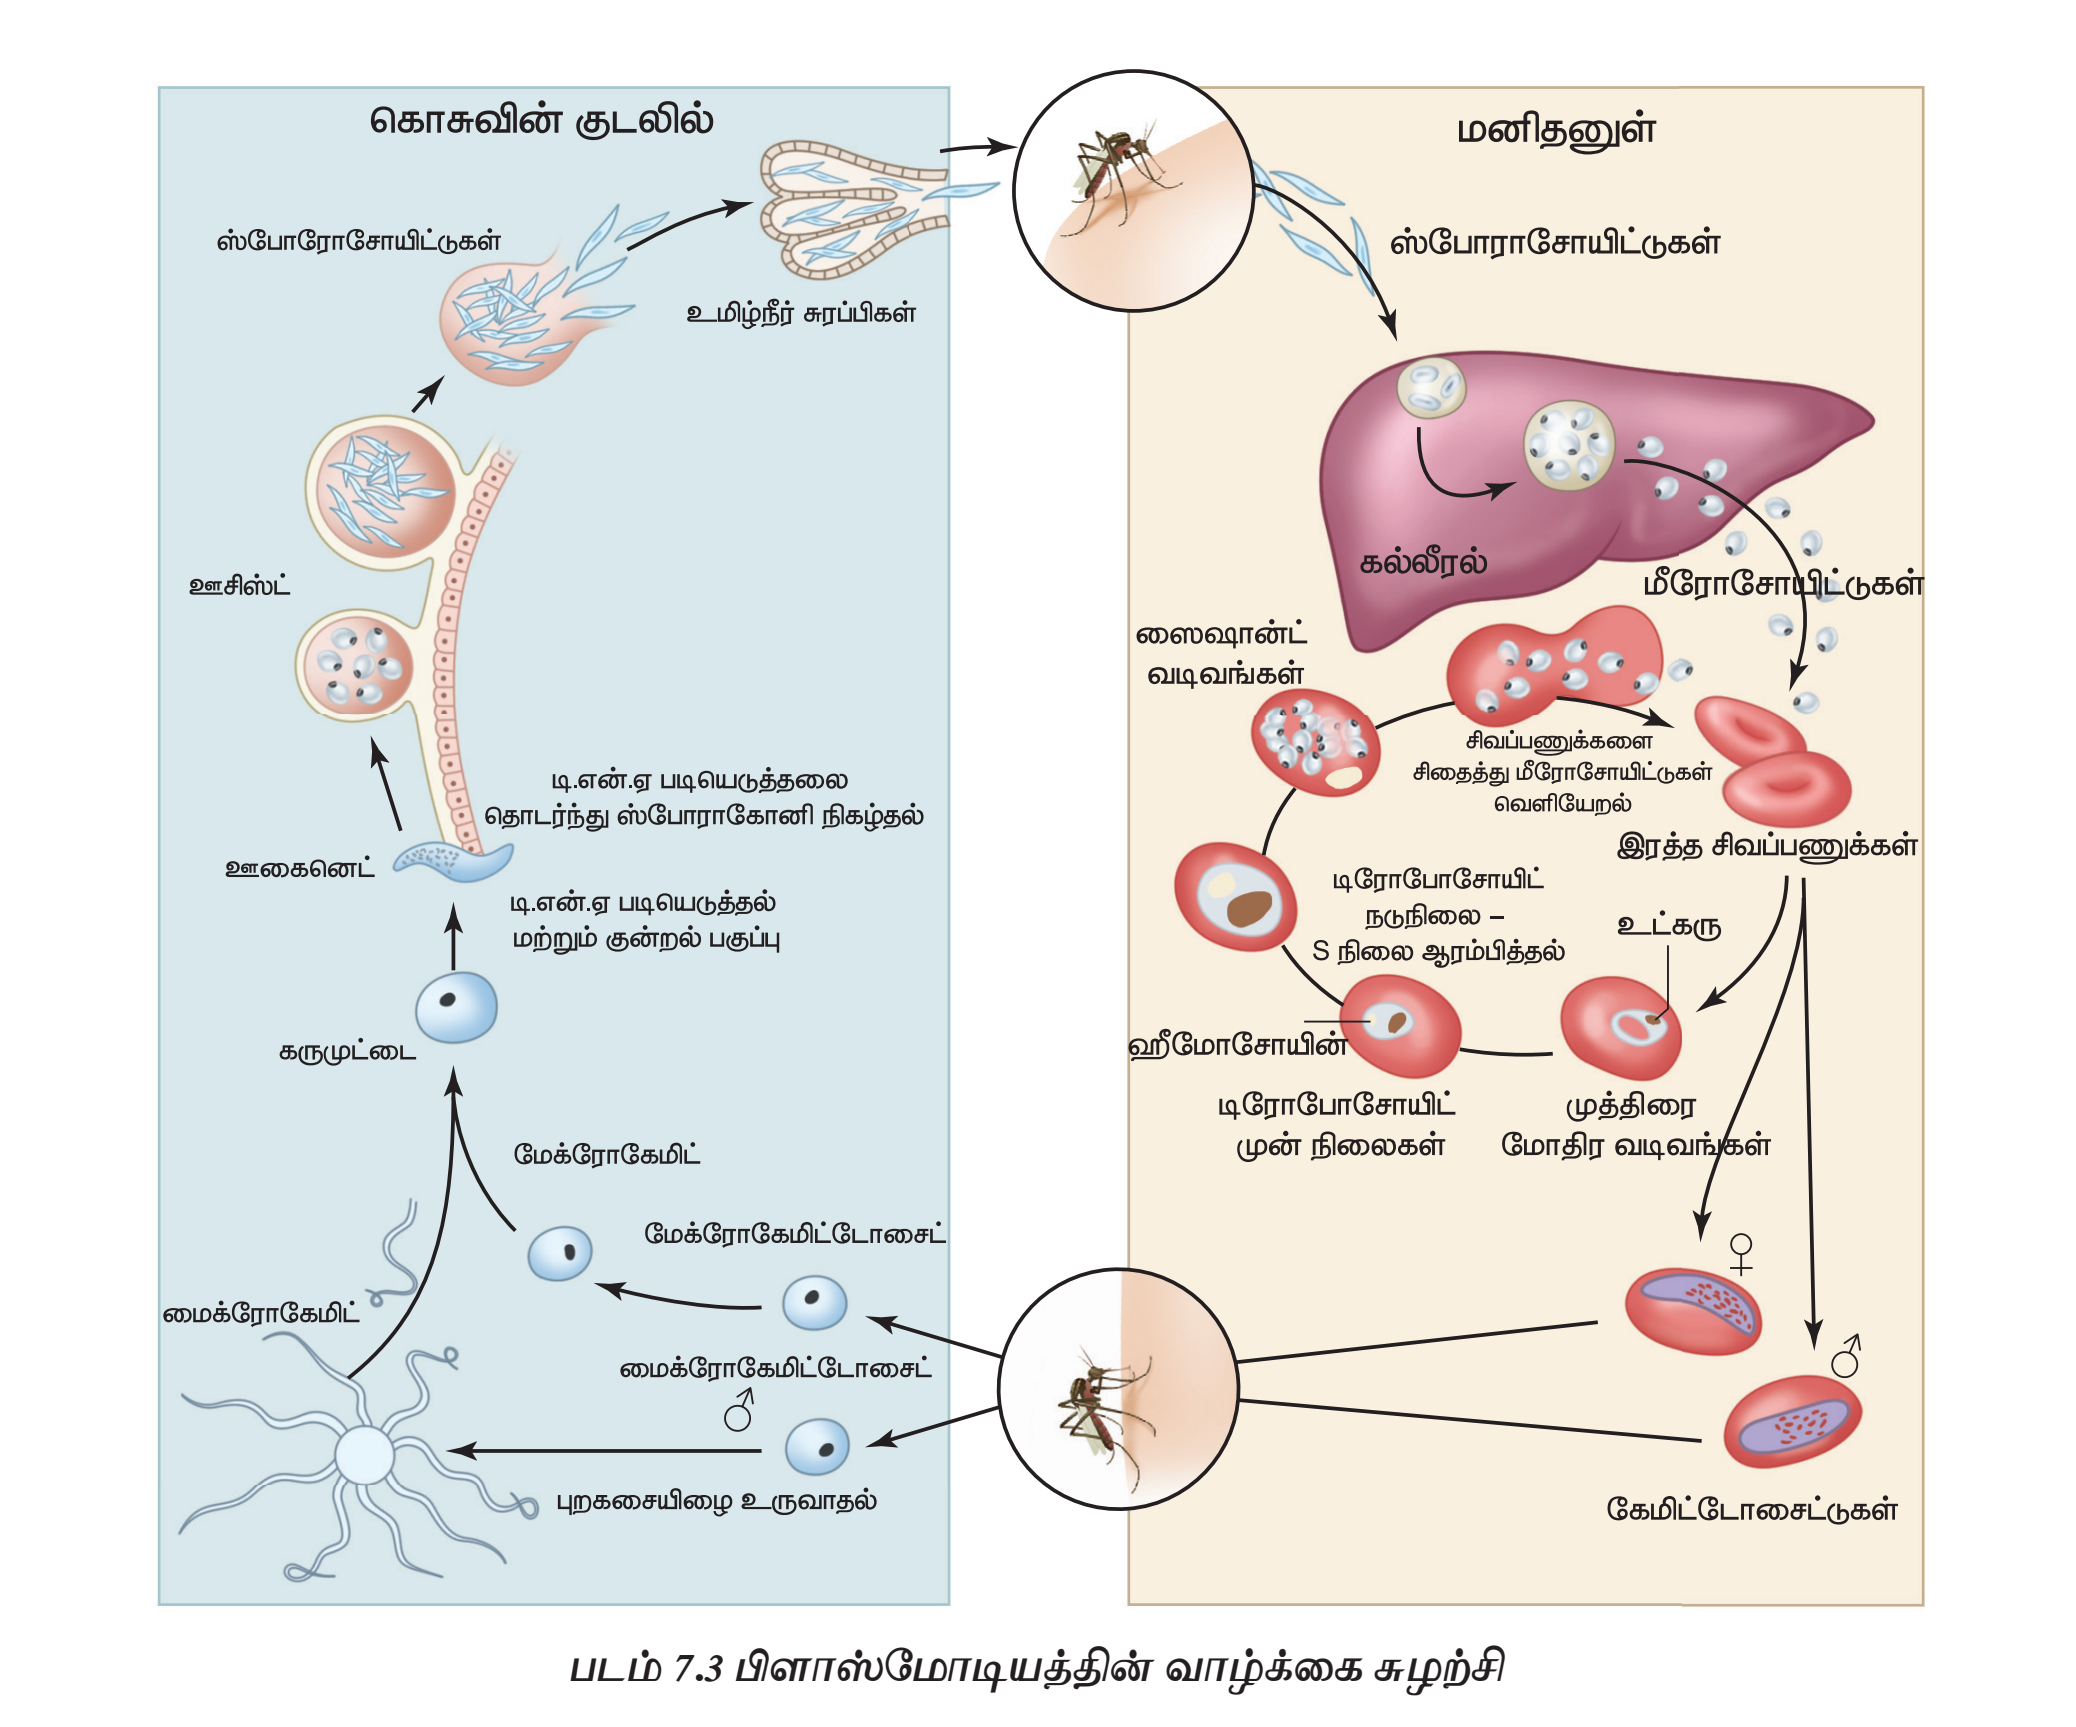 கொசுவின் குடலில்
ஸ்போரோசோயிட்டுகள்
உமிழ்நீர் சுரப்பிகள்
ஊசிஸ்ட்
டி.என்.ஏ படியெடுத்தலை
தொடர்ந்து ஸ்போராகோனி நிகழ்தல்
ஊகைனெட்
டி.என்.ஏ படியெடுத்தல்
மற்றும் குன்றல் பகுப்பு
கருமுட்டை
மேக்ரோகேமிட்
மேக்ரோகேமிட்டோசைட்
மைக்ரோகேமிட்
மைக்ரோகேமிட்டோசைட்
♂
புறகசையிழை உருவாதல்
மனிதனுள்
ஸ்போராசோயிட்டுகள்
கல்லீரல்
மீரோசோயிட்டுகள்
ஸைஷான்ட்
வடிவங்கள்
சிவப்பணுக்களை
சிதைத்து மீரோசோயிட்டுகள்
வெளியேறல்
இரத்த சிவப்பணுக்கள்
டிரோபோசோயிட்
நடுநிலை –
S நிலை ஆரம்பித்தல்
உட்கரு
ஹீமோசோயின்
டிரோபோசோயிட்
முன் நிலைகள்
முத்திரை
மோதிர வடிவங்கள்
♀
♂
கேமிட்டோசைட்டுகள்
படம் 7.3 பிளாஸ்மோடியத்தின் வாழ்க்கை சுழற்சி